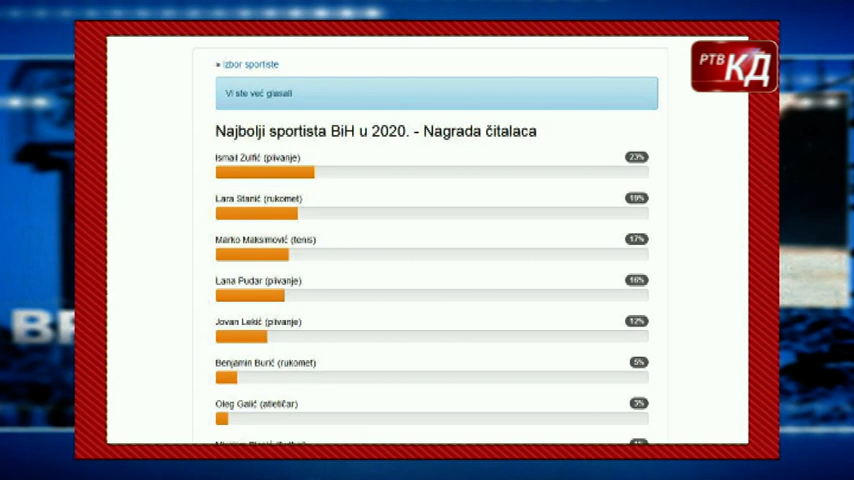 РТВ КД
» Izbor sportiste
Vi ste već glasali
Najbolji sportista BiH u 2020. - Nagrada čitalaca
Ismail Zulfić (plivanje)
23%
Lara Stanić (rukomet)
19%
Marko Maksimović (tenis)
17%
Lana Pudar (plivanje)
16%
Jovan Lekić (plivanje)
12%
Benjamin Burić (rukomet)
5%
Oleg Galić (atletičar)
3%